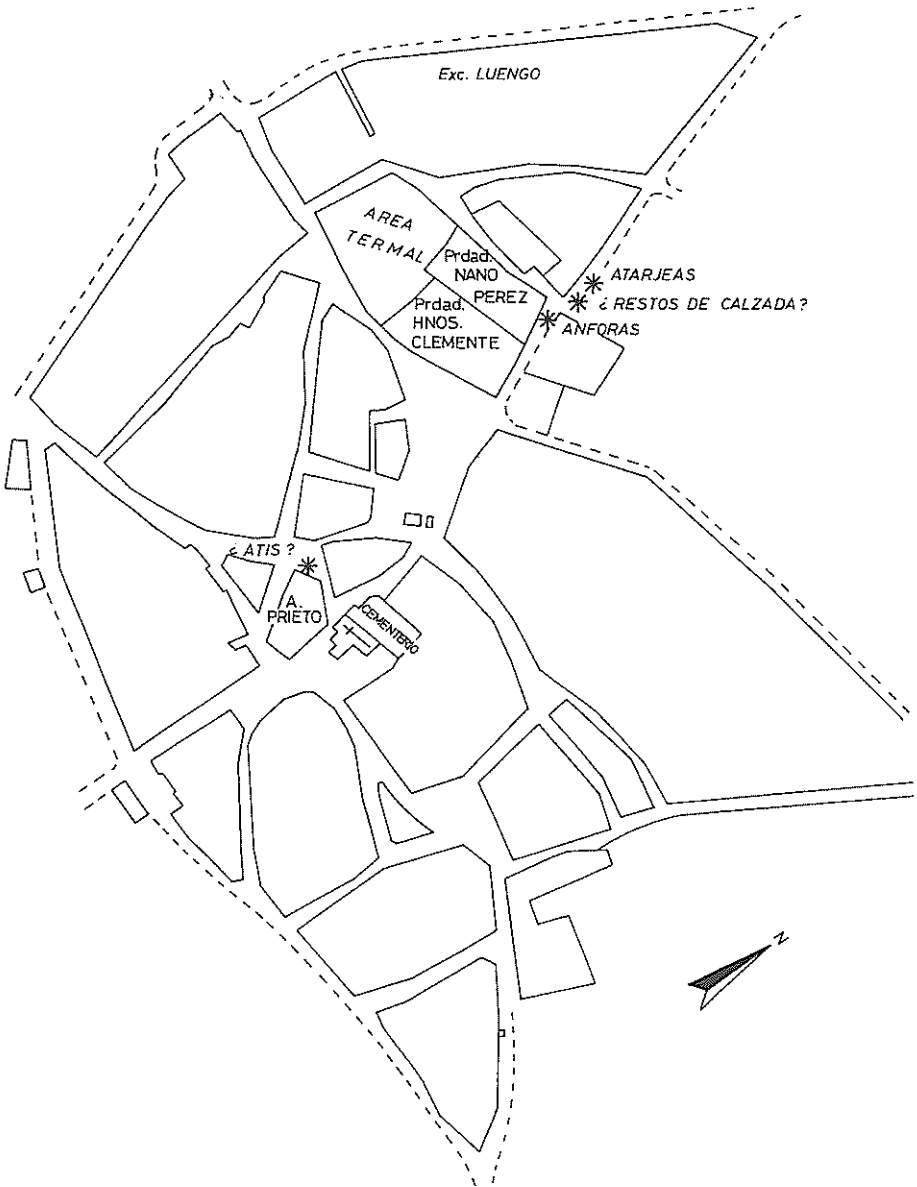 Exc. LUENGO
AREA
TERMAL
Prdad.
NANO
PEREZ
Prdad.
HNOS.
CLEMENTE
ATARJEAS
¿ RESTOS DE CALZADA?
ANFORAS
¿ ATIS ?
A.
PRIETO
CEMENTERIO
N